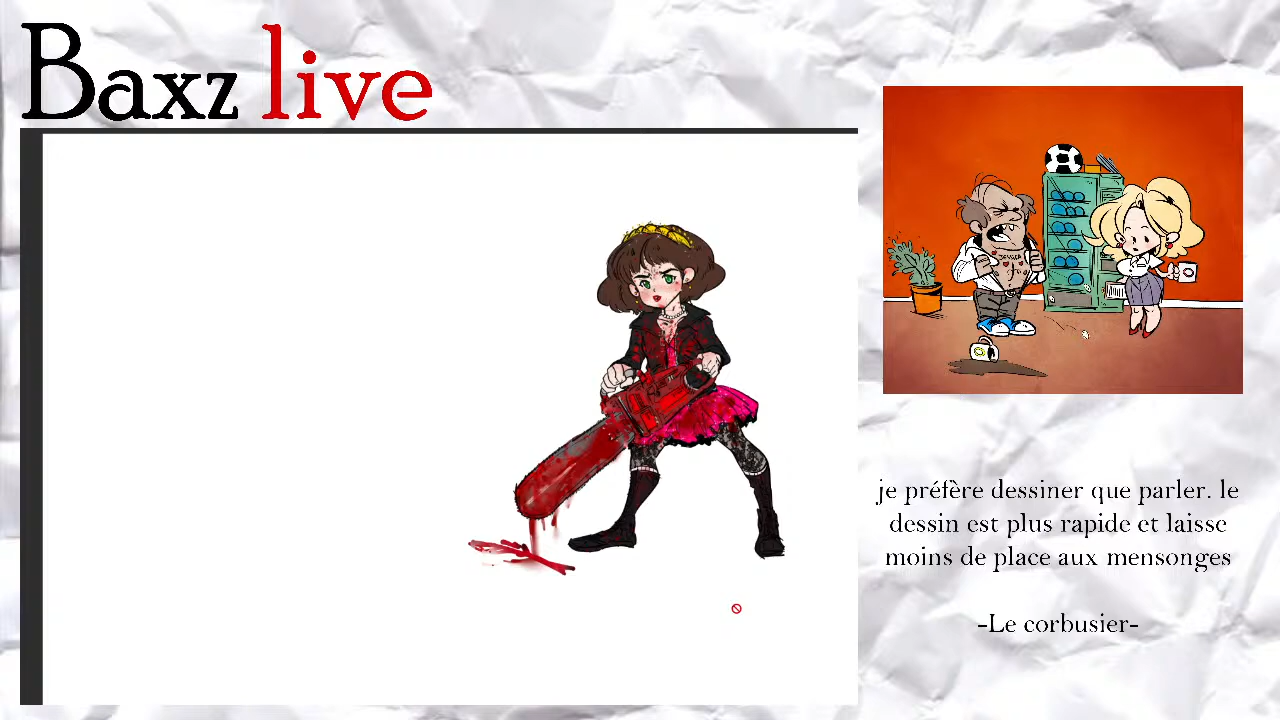 Baxz live
je préfère dessiner que parler. le
dessin est plus rapide et laisse
moins de place aux mensonges
-Le corbusier-